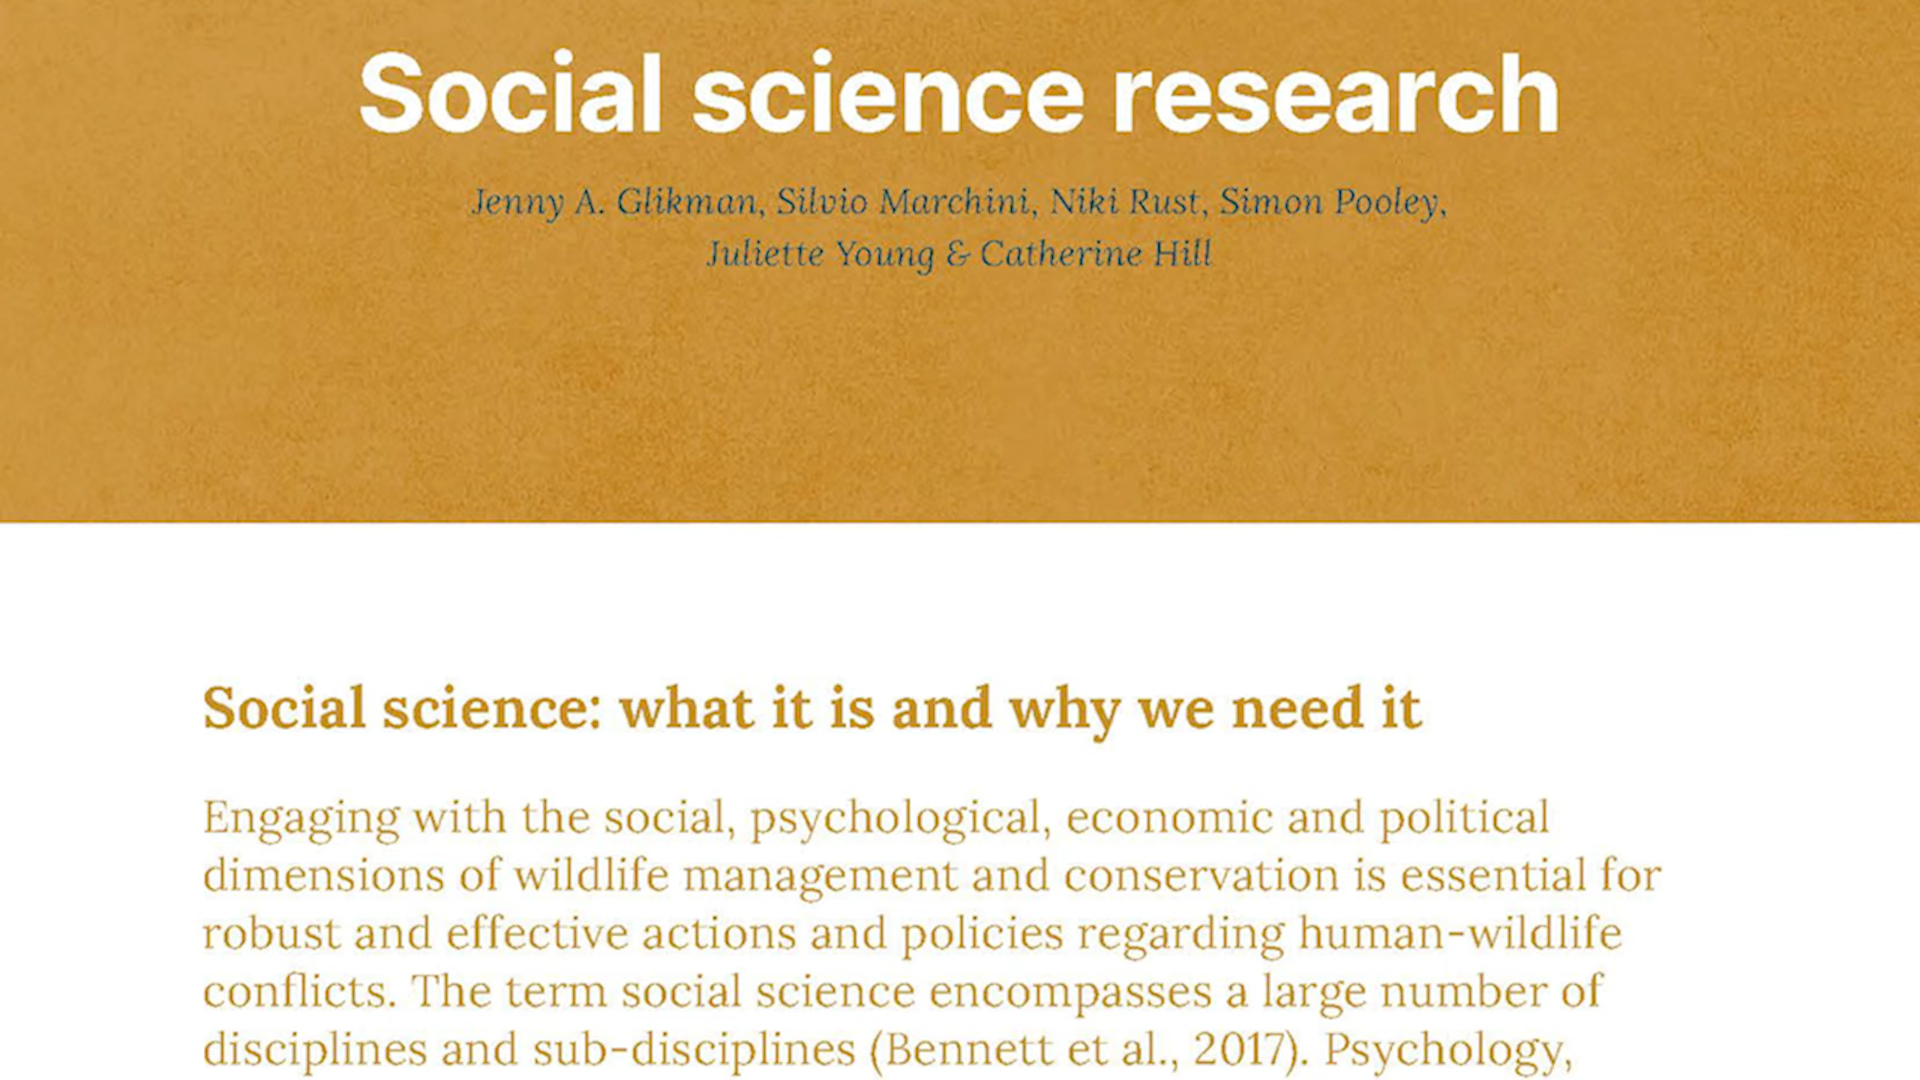 Social science research
Jenny A. Glikman, Silvio Marchini, Niki Rust, Simon Pooley,
Juliette Young & Catherine Hill
Social science: what it is and why we need it
Engaging with the social, psychological, economic and political
dimensions of wildlife management and conservation is essential for
robust and effective actions and policies regarding human-wildlife
conflicts. The term social science encompasses a large number of
disciplines and sub-disciplines (Bennett et al., 2017). Psychology,